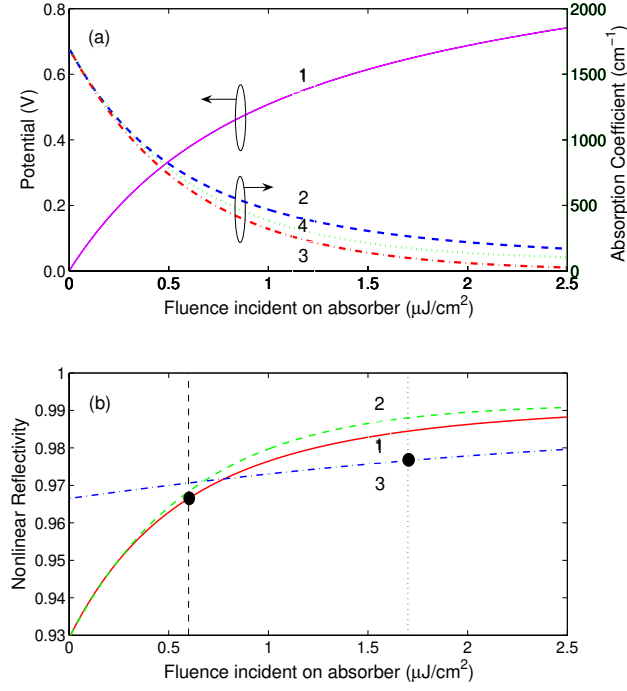 (a)
Potential (V)
0.8
0.6
0.4
0.2
0.0
1
2
4
3
2000
1500
1000
500
0
Absorption Coefficient (cm⁻¹)
0 0.5 1 1.5 2 2.5
Fluence incident on absorber (μJ/cm²)
(b)
Nonlinear Reflectivity
1
0.99
0.98
0.97
0.96
0.95
0.94
0.93
2
1
3
0 0.5 1 1.5 2 2.5
Fluence incident on absorber (μJ/cm²)